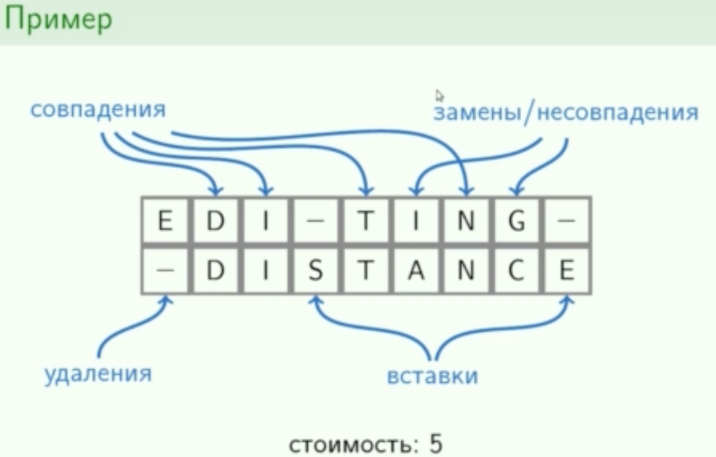 Пример
совпадения
замены/несовпадения
E D I – T I N G –
– D I S T A N C E
удаления
вставки
стоимость: 5